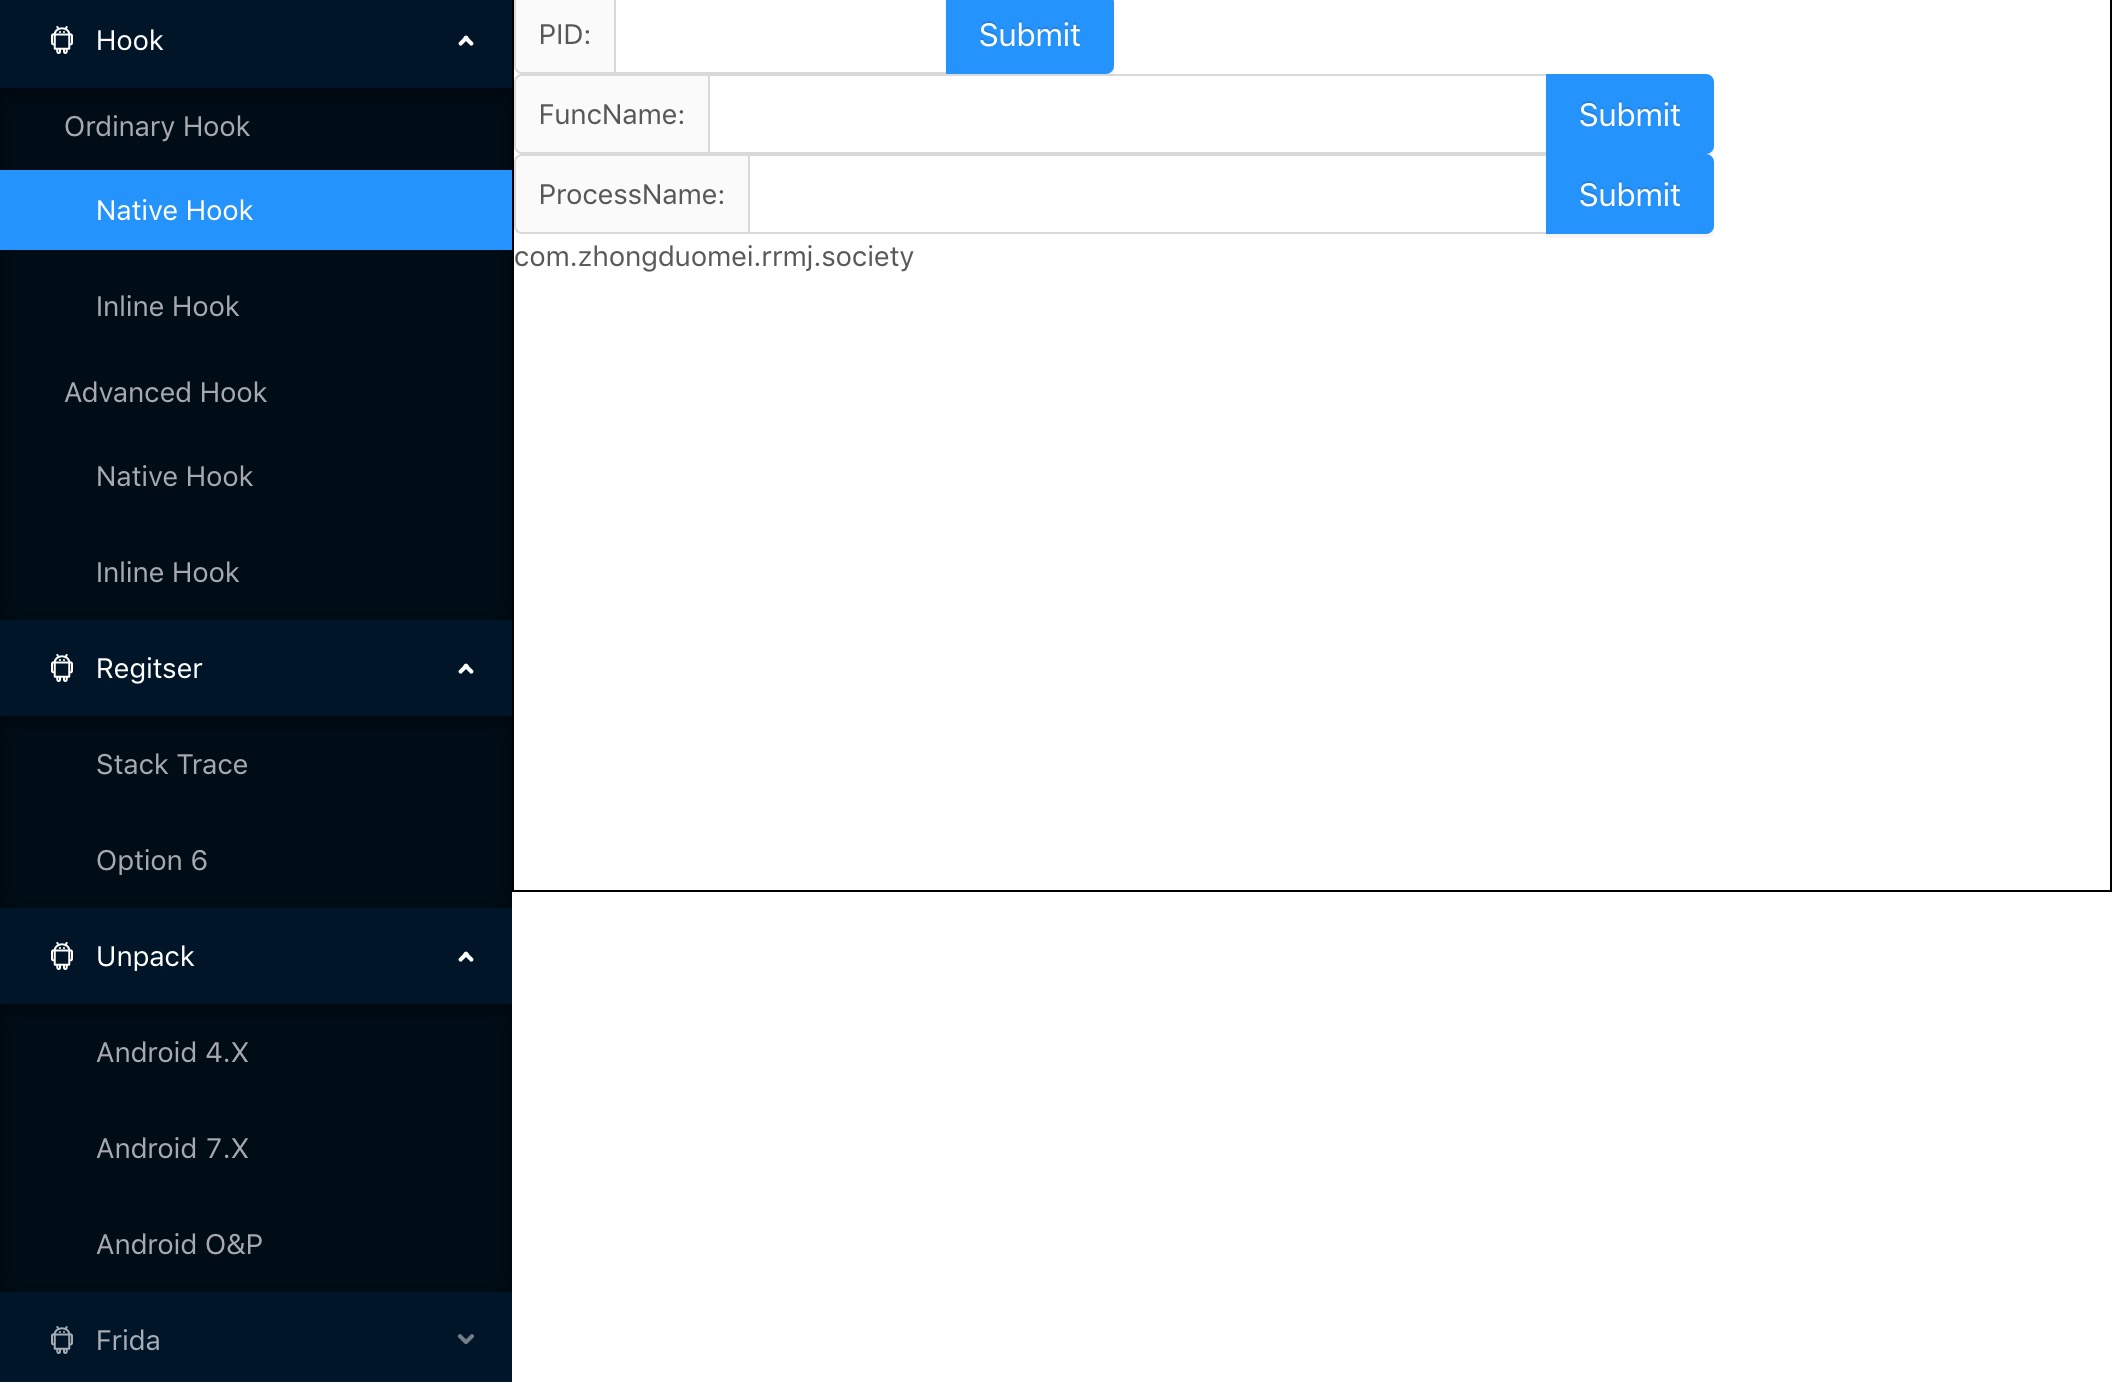 Hook
Ordinary Hook
Native Hook
Inline Hook
Advanced Hook
Native Hook
Inline Hook
Regitser
Stack Trace
Option 6
Unpack
Android 4.X
Android 7.X
Android O&P
Frida
PID: Submit
FuncName: Submit
ProcessName: Submit
com.zhongduomei.rrmj.society